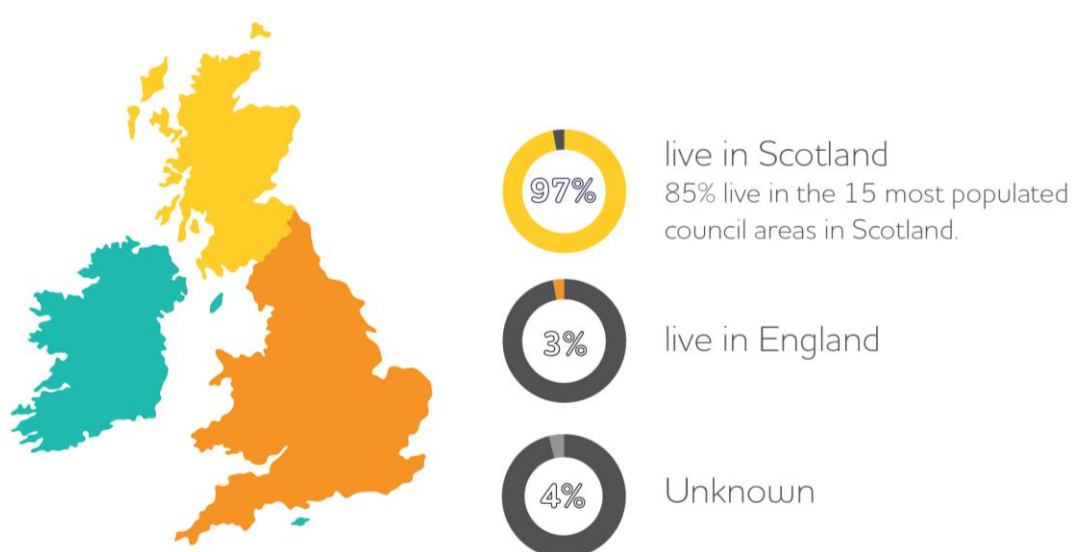 97%
live in Scotland
85% live in the 15 most populated
council areas in Scotland.
3%
live in England
4%
Unknown